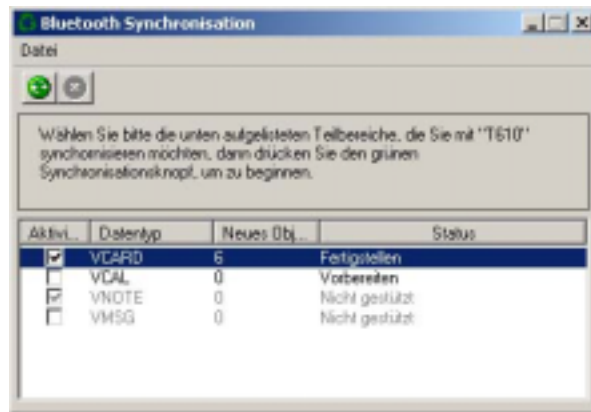 Bluetooth Synchronisation
Datei
Wählen Sie bitte die unten aufgelisteten Teilbereiche, die Sie mit "T610"
synchornisieren möchten, dann drücken Sie den grünen
Synchronisationsknopf, um zu beginnen.
Aktivi... Datentyp Neues Obj... Status
VCARD 6 Fertigstellen
VCAL 0 Vorbereiten
VNOTE 0 Nicht gestützt
VMSG 0 Nicht gestützt